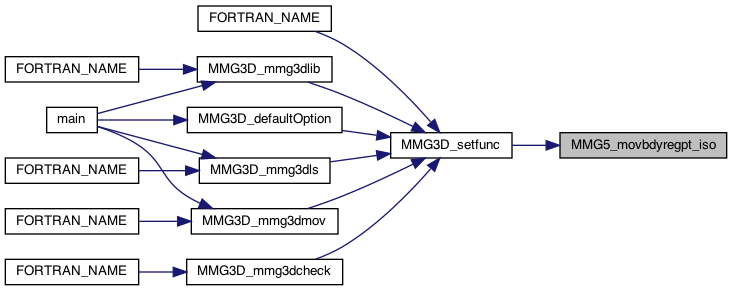 FORTRAN_NAME
FORTRAN_NAME
MMG3D_mmg3dlib
main
MMG3D_defaultOption
MMG3D_setfunc
MMG5_movbdyregpt_iso
FORTRAN_NAME
MMG3D_mmg3dls
FORTRAN_NAME
MMG3D_mmg3dmov
FORTRAN_NAME
MMG3D_mmg3dcheck